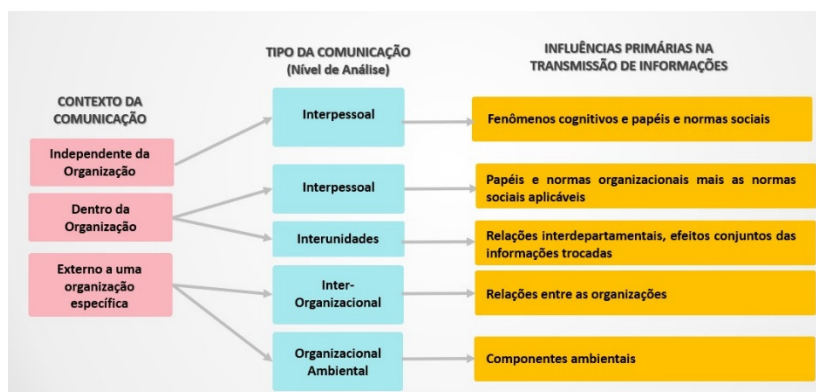 TIPO DA COMUNICAÇÃO
(Nível de Análise)
INFLUÊNCIAS PRIMÁRIAS NA
TRANSMISSÃO DE INFORMAÇÕES
CONTEXTO DA
COMUNICAÇÃO
Independente da
Organização
Interpessoal
Fenômenos cognitivos e papéis e normas sociais
Dentro da
Organização
Interpessoal
Papéis e normas organizacionais mais as normas
sociais aplicáveis
Interunidades
Relações interdepartamentais, efeitos conjuntos das
informações trocadas
Externo a uma
organização
específica
Inter-
Organizacional
Relações entre as organizações
Organizacional
Ambiental
Componentes ambientais